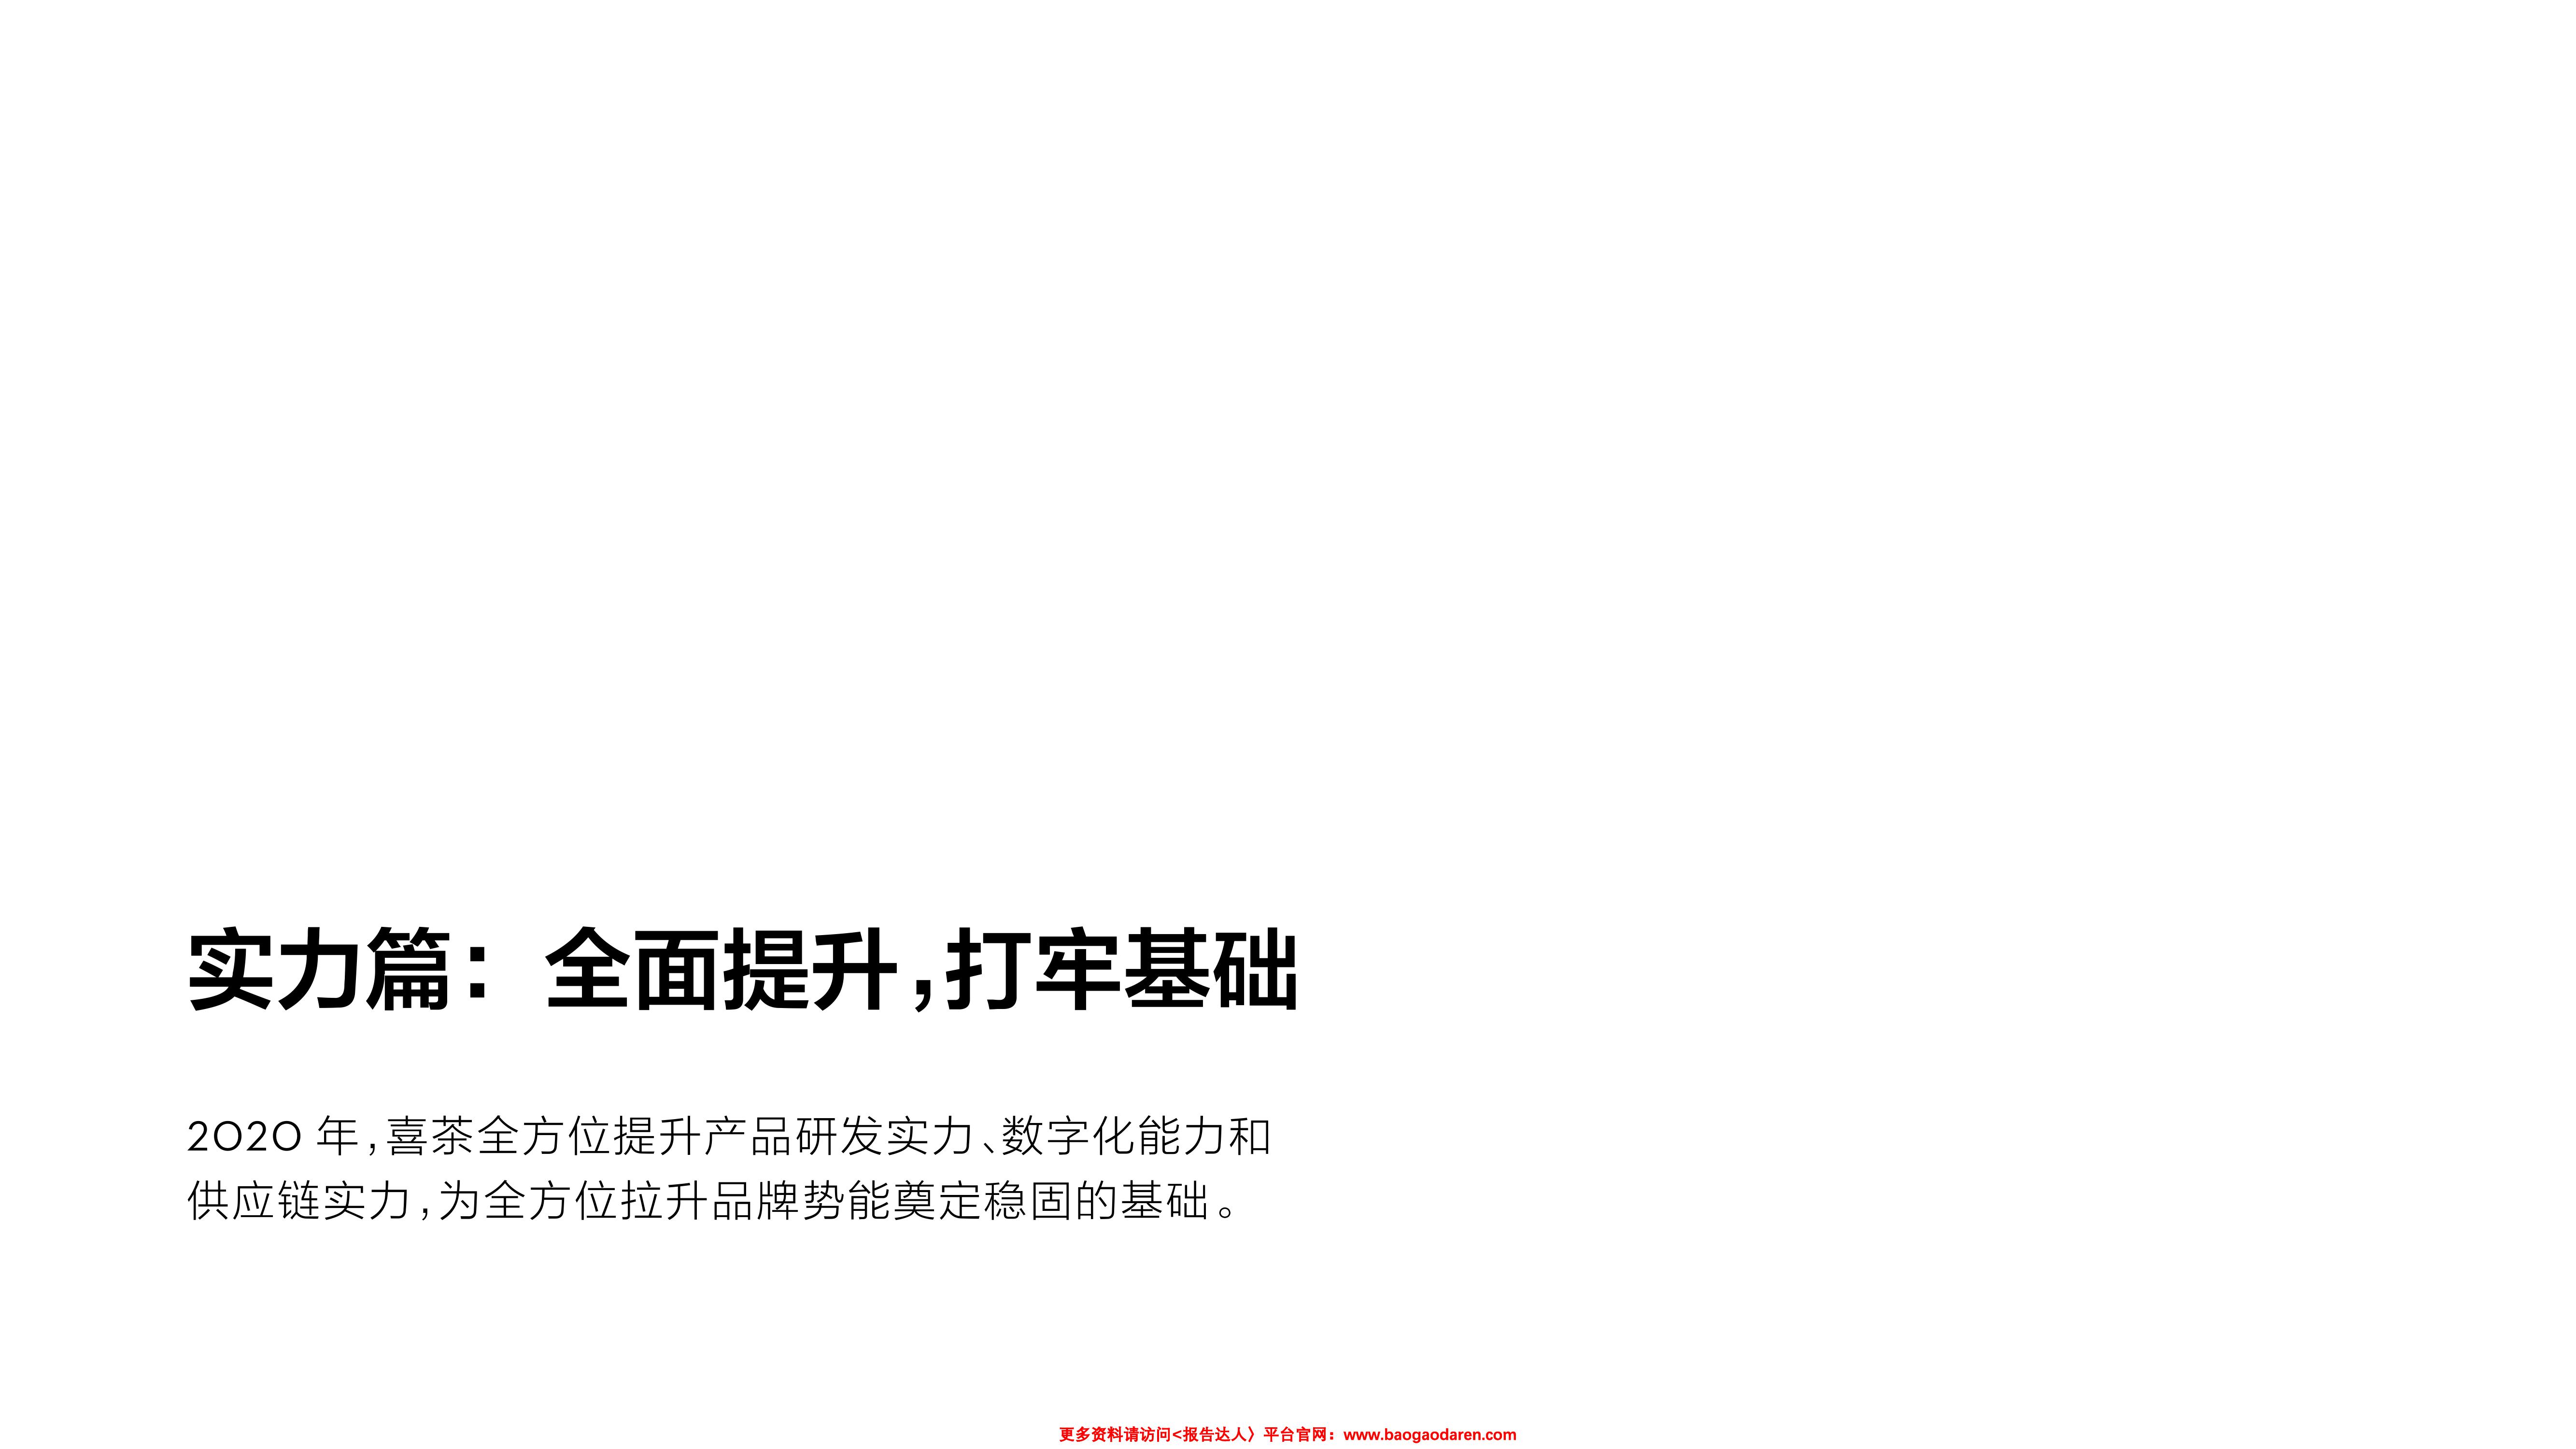 实力篇：全面提升，打牢基础
2020 年，喜茶全方位提升产品研发实力、数字化能力和
供应链实力，为全方位拉升品牌势能奠定稳固的基础。
更多资料请访问<报告达人〉平台官网：www.baogaodaren.com